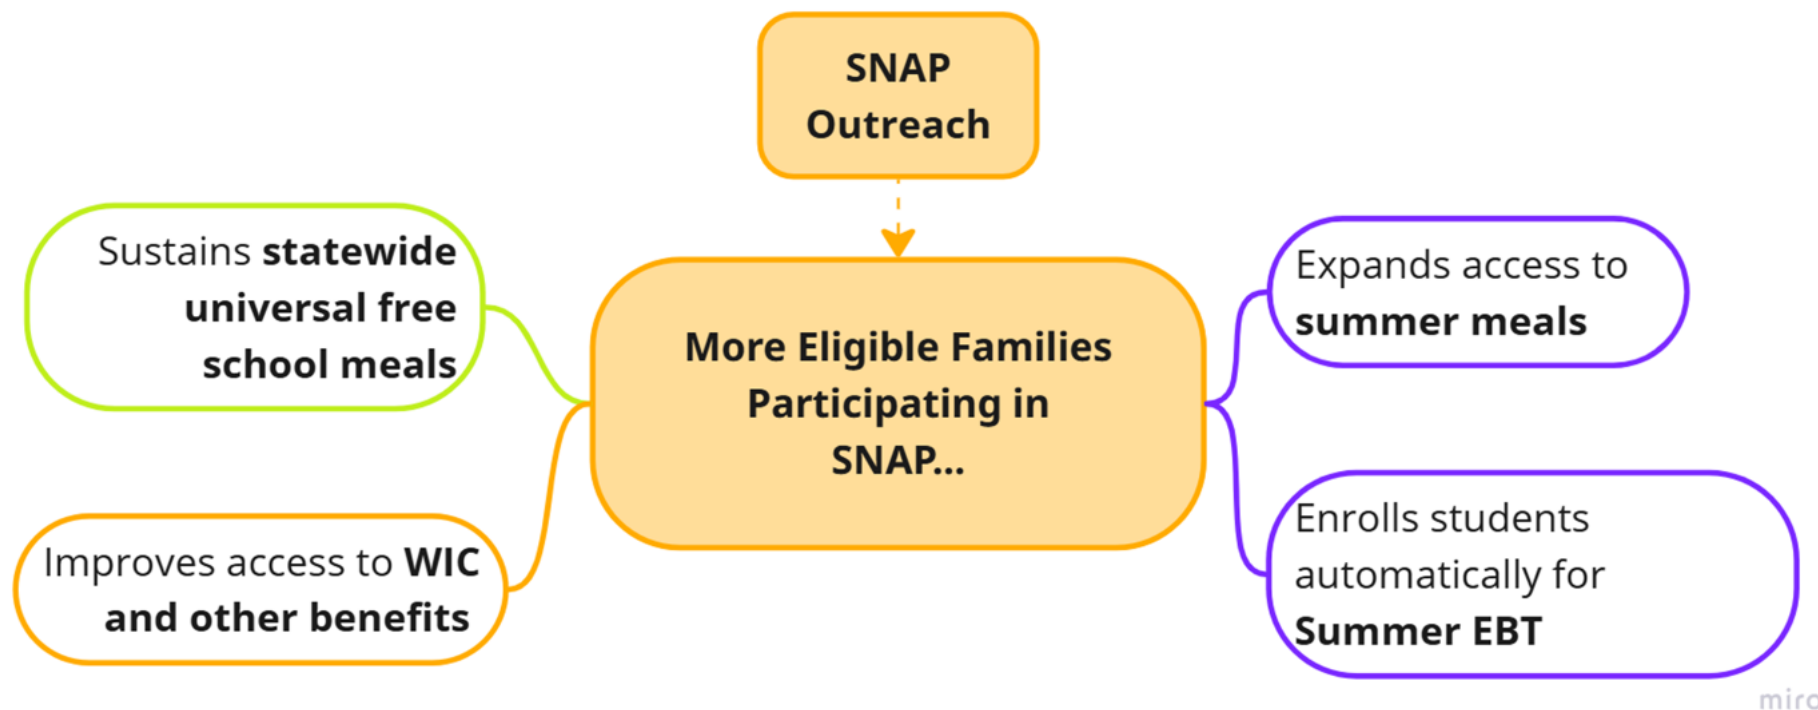 SNAP
Outreach
Sustains statewide
universal free
school meals
Improves access to WIC
and other benefits
More Eligible Families
Participating in
SNAP...
Expands access to
summer meals
Enrolls students
automatically for
Summer EBT
miro